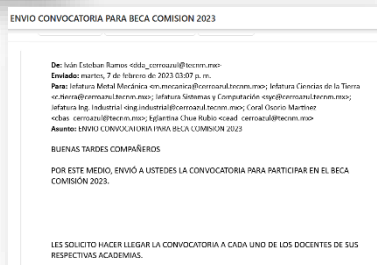 ENVIO CONVOCATORIA PARA BECA COMISION 2023
De: Iván Esteban Ramos <dda_cerroazul@tecnm.mx>
Enviado: martes, 7 de febrero de 2023 03:07 p. m.
Para: Jefatura Metal Mecánica <m.mecanica@cerroazul.tecnm.mx>; Jefatura Ciencias de la Tierra
<c.tierra@cerroazul.tecnm.mx>; Jefatura Sistemas y Computación <syc@cerroazul.tecnm.mx>;
Jefatura Ing. Industrial <ing.industrial@cerroazul.tecnm.mx>; Coral Osorio Martínez
<cbas_cerroazul@tecnm.mx>; Eglantina Chue Rubio <cead_cerroazul@tecnm.mx>
Asunto: ENVIO CONVOCATORIA PARA BECA COMISION 2023
BUENAS TARDES COMPAÑEROS
POR ESTE MEDIO, ENVIÓ A USTEDES LA CONVOCATORIA PARA PARTICIPAR EN EL BECA
COMISIÓN 2023.
LES SOLICITO HACER LLEGAR LA CONVOCATORIA A CADA UNO DE LOS DOCENTES DE SUS
RESPECTIVAS ACADEMIAS.